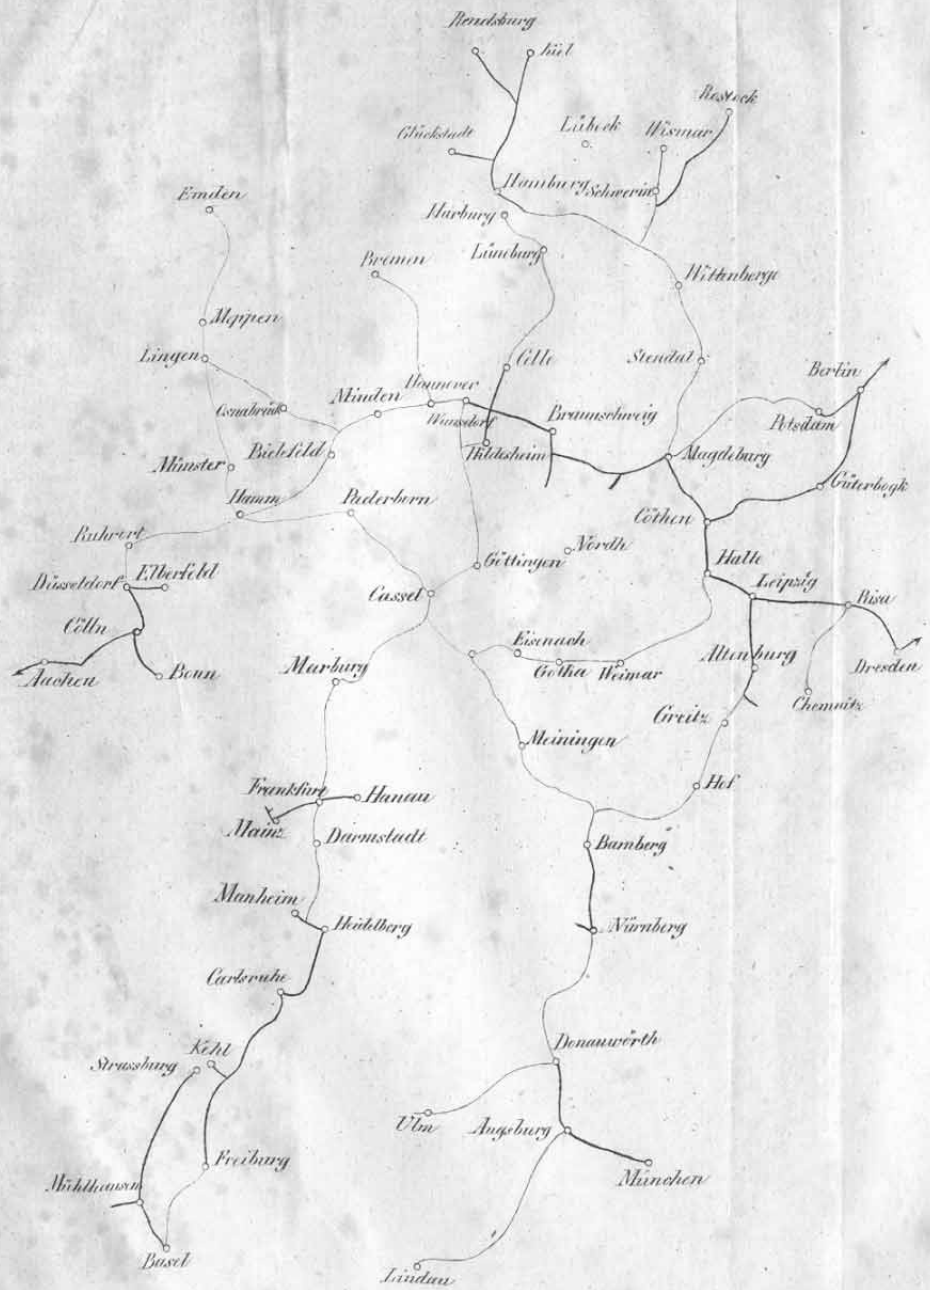 Rendsburg
Kiel
Rostock
Glückstadt
Lübeck
Wismar
Hamburg
Schwerin
Emden
Harburg
Lüneburg
Bremen
Wittenberge
Meppen
Lingen
Celle
Stendal
Berlin
Minden
Hannover
Osnabrück
Wunsdorf
Braunschweig
Potsdam
Münster
Bielefeld
Hildesheim
Magdeburg
Hamm
Paderborn
Güterbogk
Cöthen
Ruhrort
Göttingen
Nordh
Halle
Düsseldorf
Elberfeld
Cassel
Leipzig
Risa
Cölln
Eisenach
Aachen
Bonn
Marburg
Gotha
Weimar
Altenburg
Dresden
Chemnitz
Greitz
Meiningen
Frankfurt
Hanau
Hof
Mainz
Darmstadt
Bamberg
Manheim
Heidelberg
Nürnberg
Carlsruhe
Kehl
Strassburg
Donauwörth
Ulm
Augsburg
Freiburg
München
Mühlhausen
Basel
Lindau